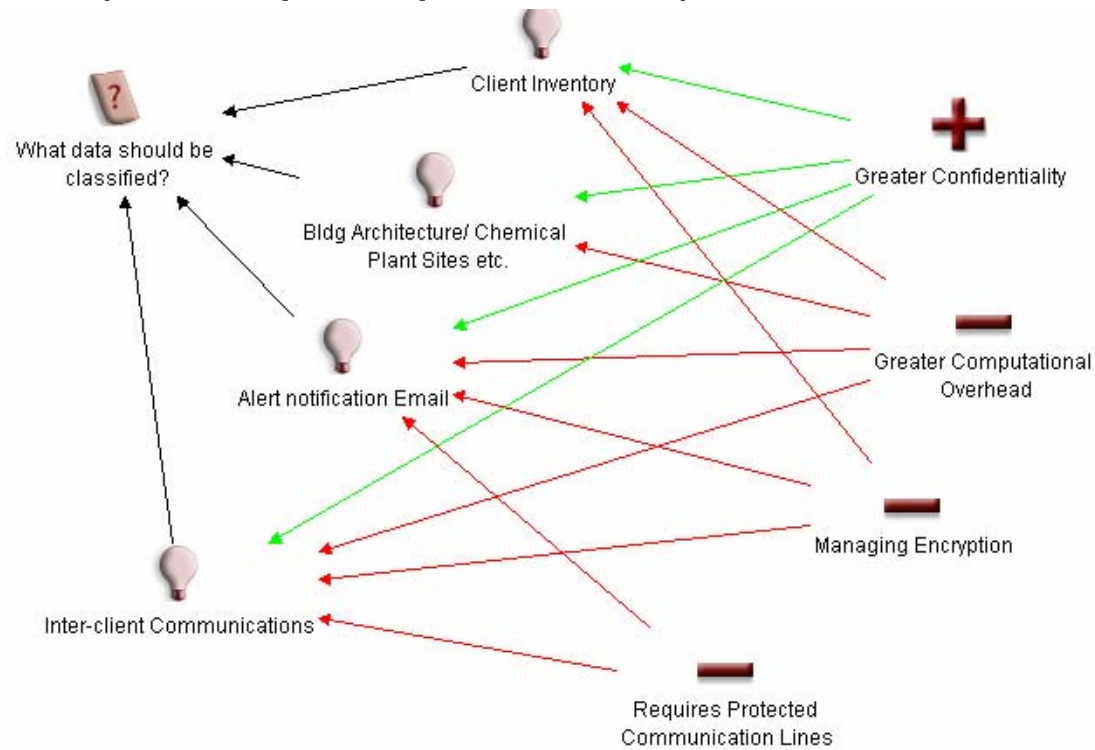 Client Inventory
?
What data should be
classified?
Greater Confidentiality
Bldg Architecture/ Chemical
Plant Sites etc.
Greater Computational
Overhead
Alert notification Email
Managing Encryption
Inter-client Communications
Requires Protected
Communication Lines